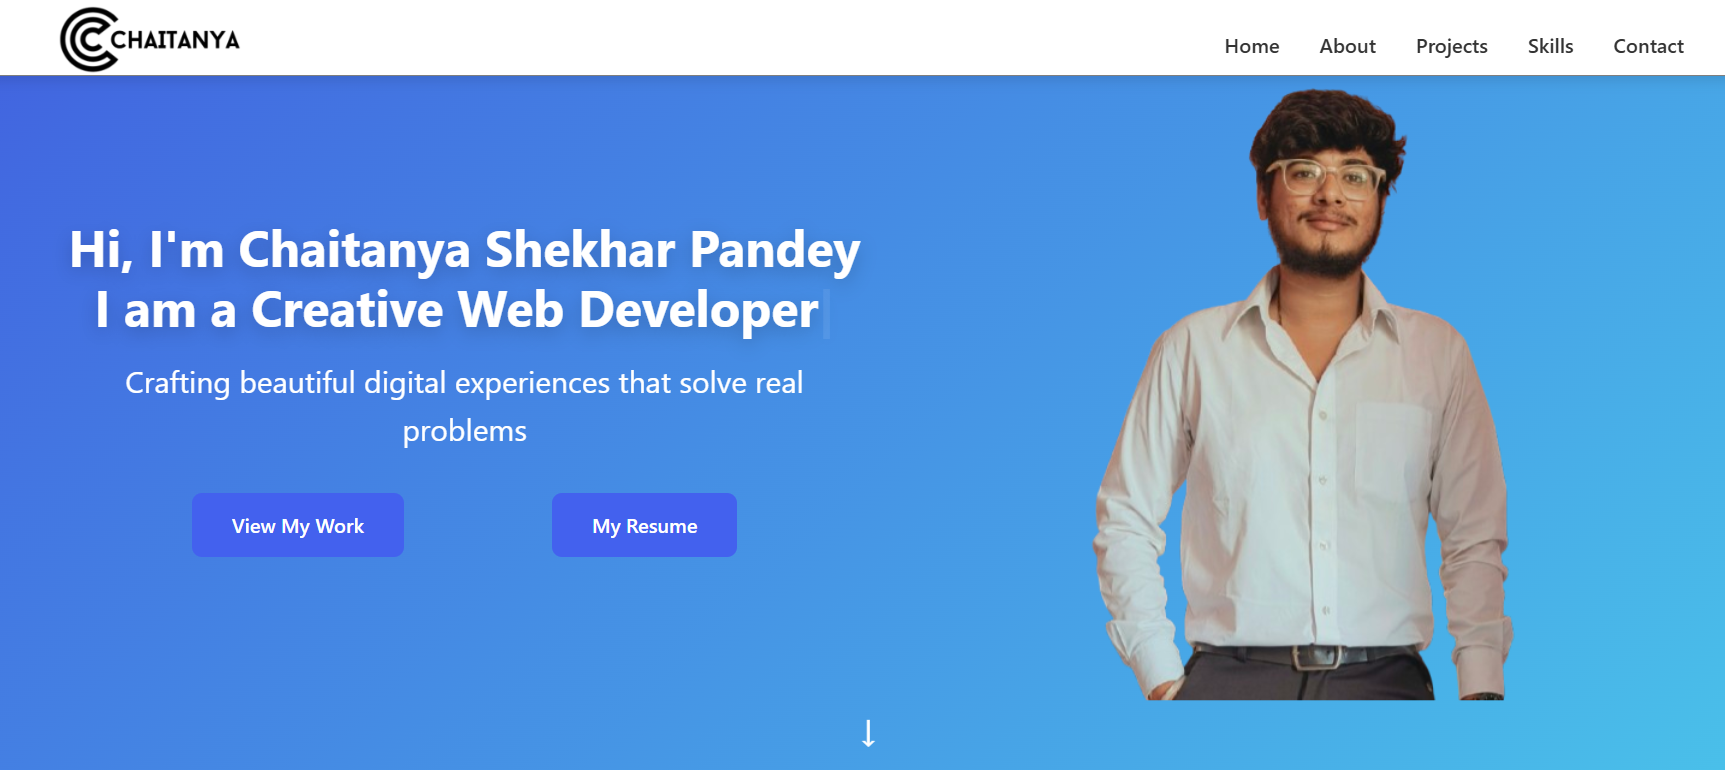 CHAITANYA
Home About Projects Skills Contact
Hi, I'm Chaitanya Shekhar Pandey
I am a Creative Web Developer
Crafting beautiful digital experiences that solve real
problems
View My Work My Resume